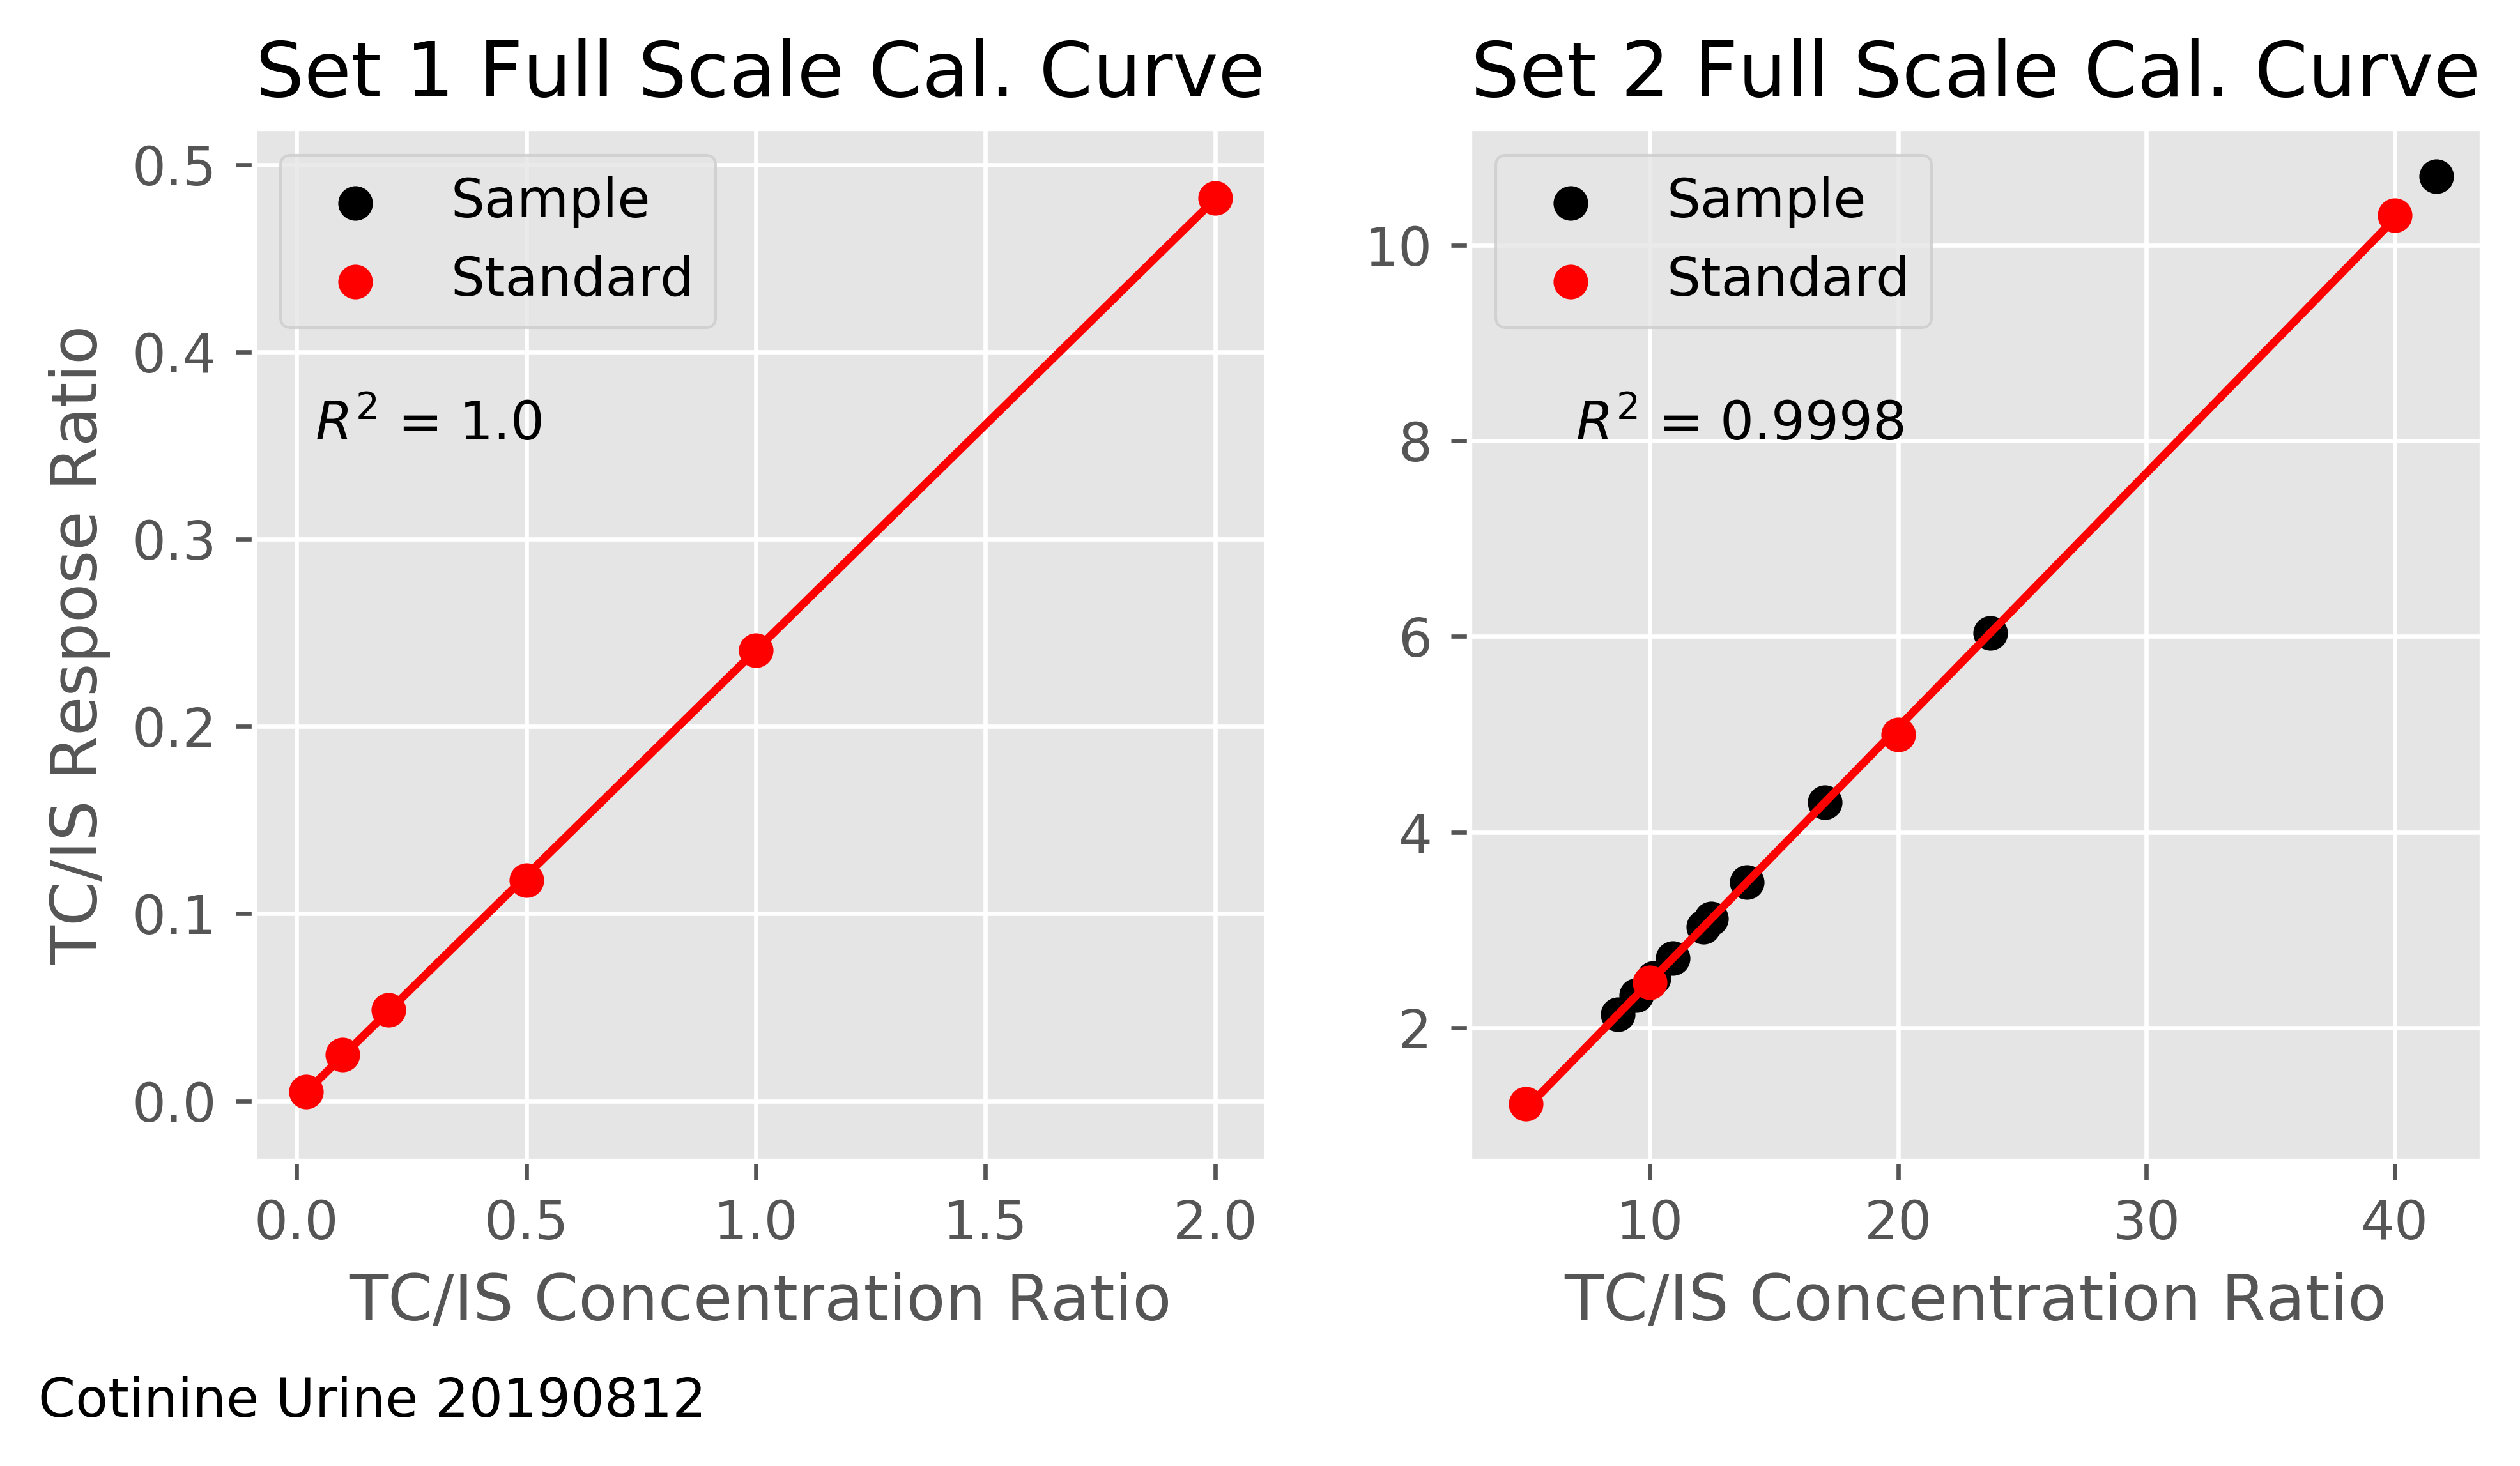 Set 1 Full Scale Cal. Curve
Sample
Standard
R² = 1.0
TC/IS Respose Ratio
0.5
0.4
0.3
0.2
0.1
0.0
0.0 0.5 1.0 1.5 2.0
TC/IS Concentration Ratio
Set 2 Full Scale Cal. Curve
Sample
Standard
R² = 0.9998
10
8
6
4
2
10 20 30 40
TC/IS Concentration Ratio
Cotinine Urine 20190812